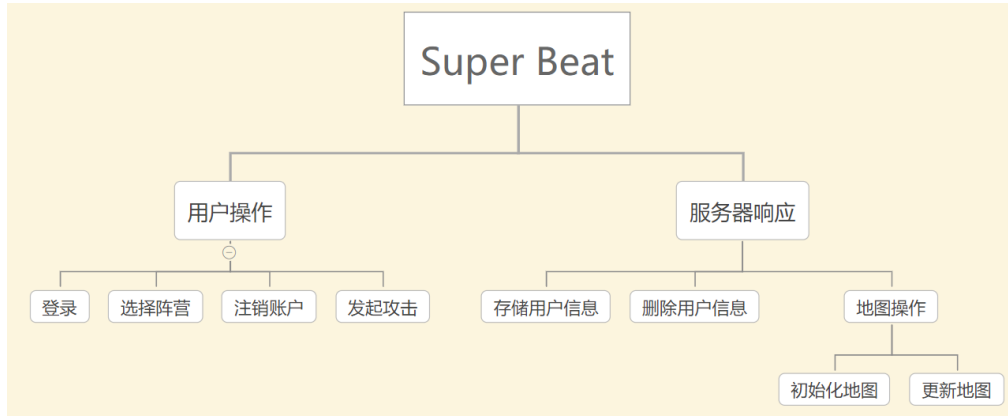 Super Beat
用户操作
服务器响应
登录
选择阵营
注销账户
发起攻击
存储用户信息
删除用户信息
地图操作
初始化地图
更新地图